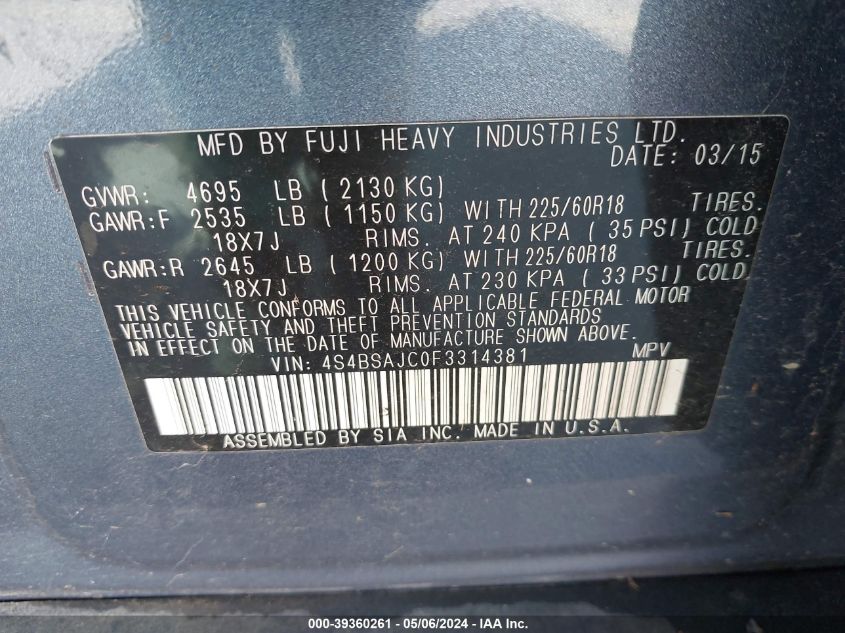 MFD BY FUJI HEAVY INDUSTRIES LTD.
DATE: 03/15
GVWR: 4695 LB ( 2130 KG)
GAWR:F 2535 LB ( 1150 KG) WITH 225/60R18 TIRES.
18X7J RIMS. AT 240 KPA ( 35 PSI) COLD
GAWR:R 2645 LB ( 1200 KG) WITH 225/60R18 TIRES.
18X7J RIMS. AT 230 KPA ( 33 PSI) COLD.
THIS VEHICLE CONFORMS TO ALL APPLICABLE FEDERAL MOTOR
VEHICLE SAFETY AND THEFT PREVENTION STANDARDS
IN EFFECT ON THE DATE OF MANUFACTURE SHOWN ABOVE.
VIN: 4S4BSAJC0F3314381 MPV
ASSEMBLED BY SIA INC. MADE IN U.S.A.
000-39360261 - 05/06/2024 - COPYRIGHT IAA, LLC